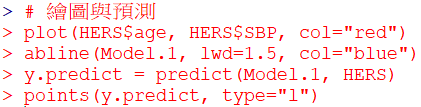 > # 繪圖與預測
> plot(HERS$age, HERS$SBP, col="red")
> abline(Model.1, lwd=1.5, col="blue")
> y.predict = predict(Model.1, HERS)
> points(y.predict, type="l")